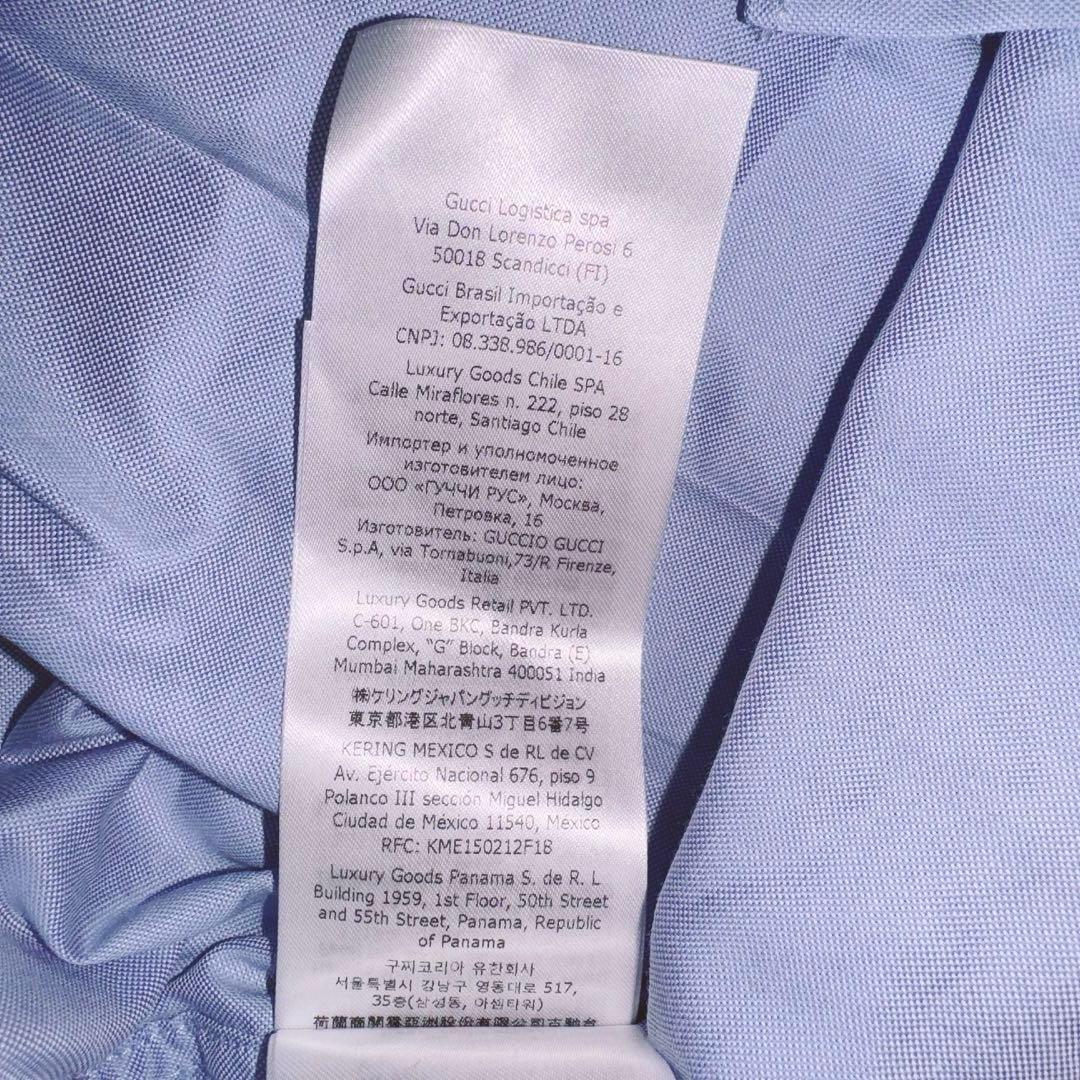 Gucci Logistica spa
Via Don Lorenzo Perosi 6
50018 Scandicci (FI)
Gucci Brasil Importação e
Exportação LTDA
CNPJ: 08.338.986/0001-16
Luxury Goods Chile SPA
Calle Miraflores n. 222, piso 28
norte, Santiago Chile
Импортер и уполномоченное
изготовителем лицо:
ООО «ГУЧЧИ РУС», Москва,
Петровка, 16
Изготовитель: GUCCIO GUCCI
S.p.A, via Tornabuoni,73/R Firenze,
Italia
Luxury Goods Retail PVT. LTD.
C-601, One BKC, Bandra Kurla
Complex, "G" Block, Bandra (E)
Mumbai Maharashtra 400051 India
㈱ケリングジャパングッチディビジョン
東京都港区北青山3丁目6番7号
KERING MEXICO S de RL de CV
Av. Ejército Nacional 676, piso 9
Polanco III sección Miguel Hidalgo
Ciudad de México 11540, México
RFC: KME150212F18
Luxury Goods Panama S. de R. L
Building 1959, 1st Floor, 50th Street
and 55th Street, Panama, Republic
of Panama
구찌코리아 유한회사
서울특별시 강남구 영동대로 517,
35층(삼성동, 아셈타워)